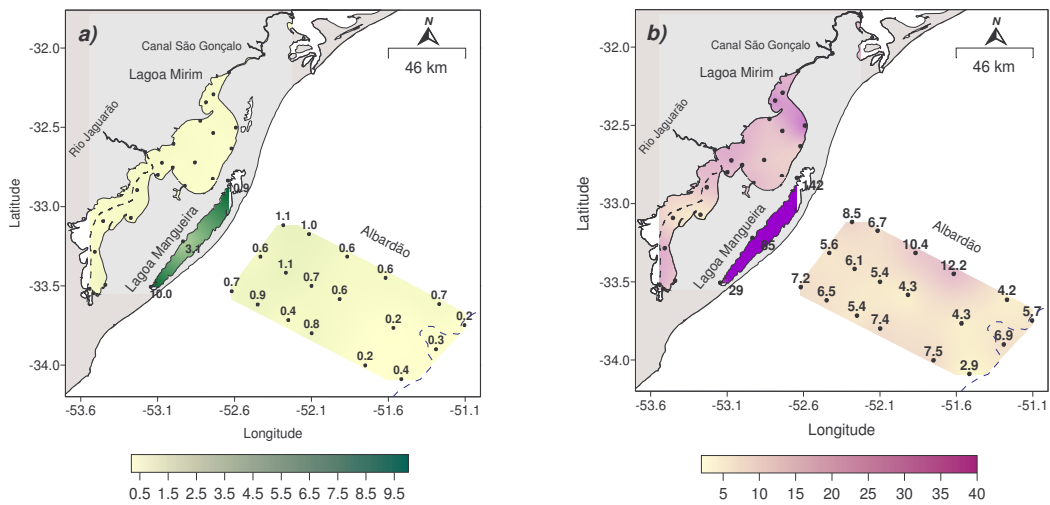 a)
N
46 km
Canal São Gonçalo
Lagoa Mirim
Rio Jaguarão
Lagoa Mangueira
Albardão
Latitude
-32.0
-32.5
-33.0
-33.5
-34.0
0.9
3.1
10.0
1.1
1.0
0.6
0.6
0.6
1.1
0.7
0.6
0.7
0.9
0.4
0.8
0.6
0.2
0.2
0.3
0.2
0.4
-53.6 -53.1 -52.6 -52.1 -51.6 -51.1
Longitude
0.5 1.5 2.5 3.5 4.5 5.5 6.5 7.5 8.5 9.5
b)
N
46 km
Canal São Gonçalo
Lagoa Mirim
Rio Jaguarão
Lagoa Mangueira
Albardão
Latitude
-32.0
-32.5
-33.0
-33.5
-34.0
142
29
8.5
6.7
10.4
12.2
5.6
6.1
5.4
4.3
7.2
6.5
5.4
7.4
4.3
4.2
5.7
6.9
7.5
2.9
-53.6 -53.1 -52.6 -52.1 -51.6 -51.1
Longitude
5 10 15 20 25 30 35 40